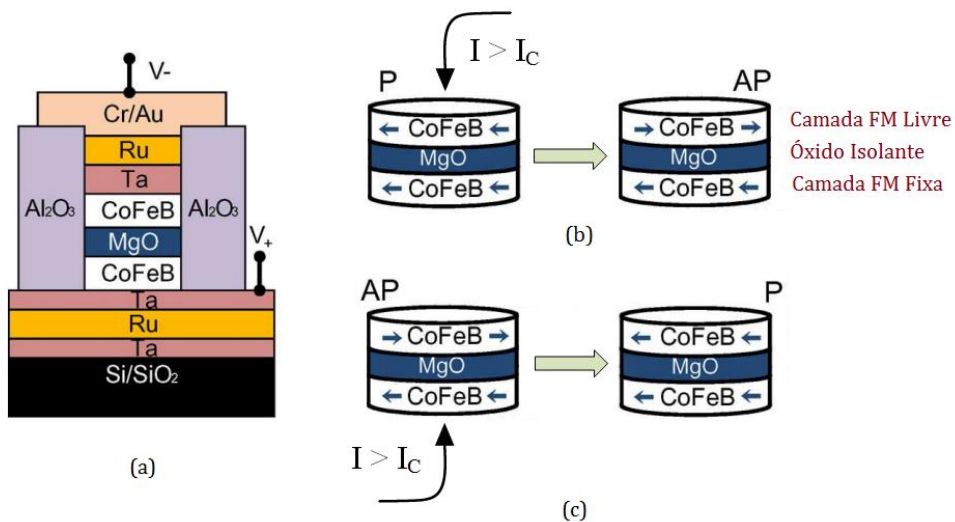 V-
Cr/Au
Ru
Ta
CoFeB
Al₂O₃
Al₂O₃
MgO
V₊
CoFeB
Ta
Ru
Ta
Si/SiO₂
(a)
I > I_C
P
AP
CoFeB
MgO
CoFeB
CoFeB
MgO
CoFeB
Camada FM Livre
Óxido Isolante
Camada FM Fixa
(b)
AP
P
CoFeB
MgO
CoFeB
CoFeB
MgO
CoFeB
I > I_C
(c)